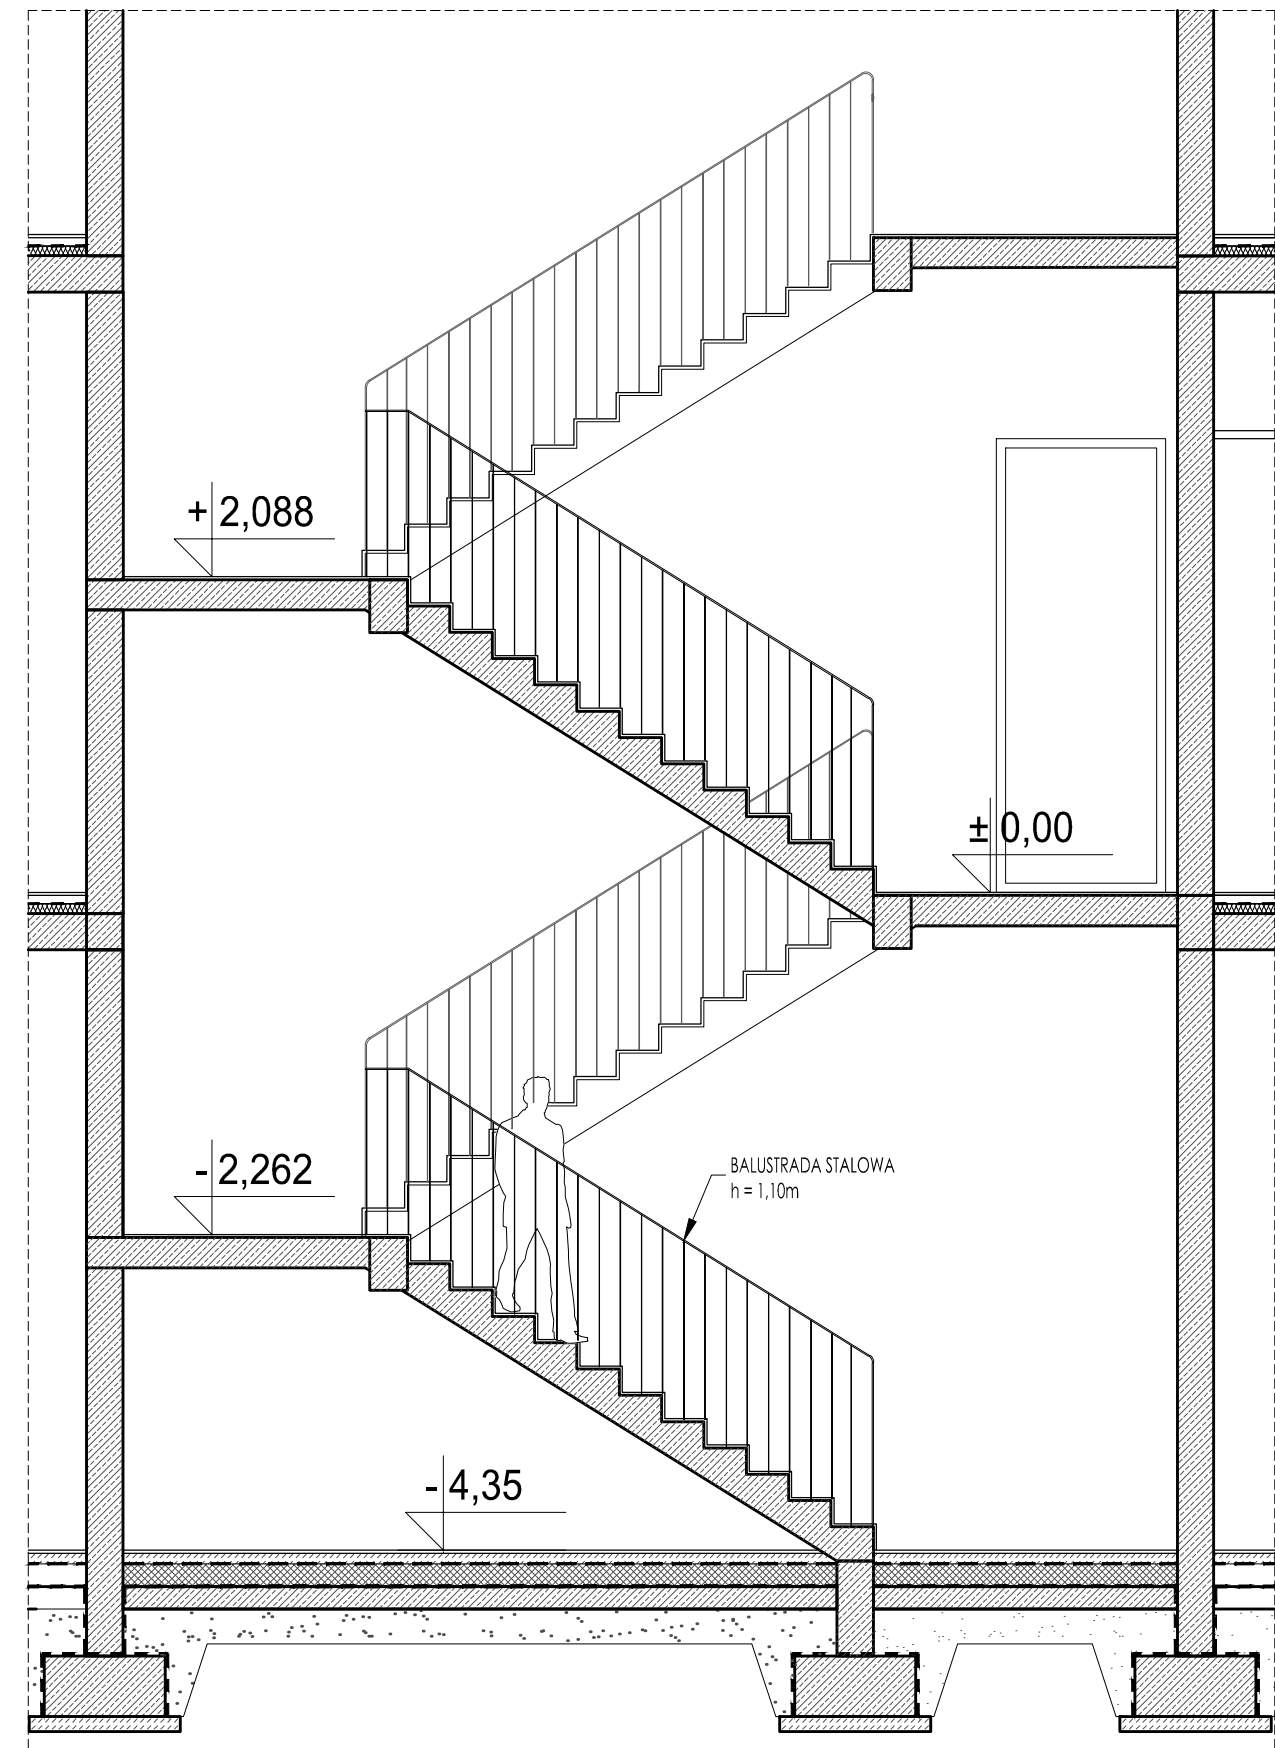 + 2,088
± 0,00
BALUSTRADA STALOWA
h = 1,10m
- 2,262
- 4,35